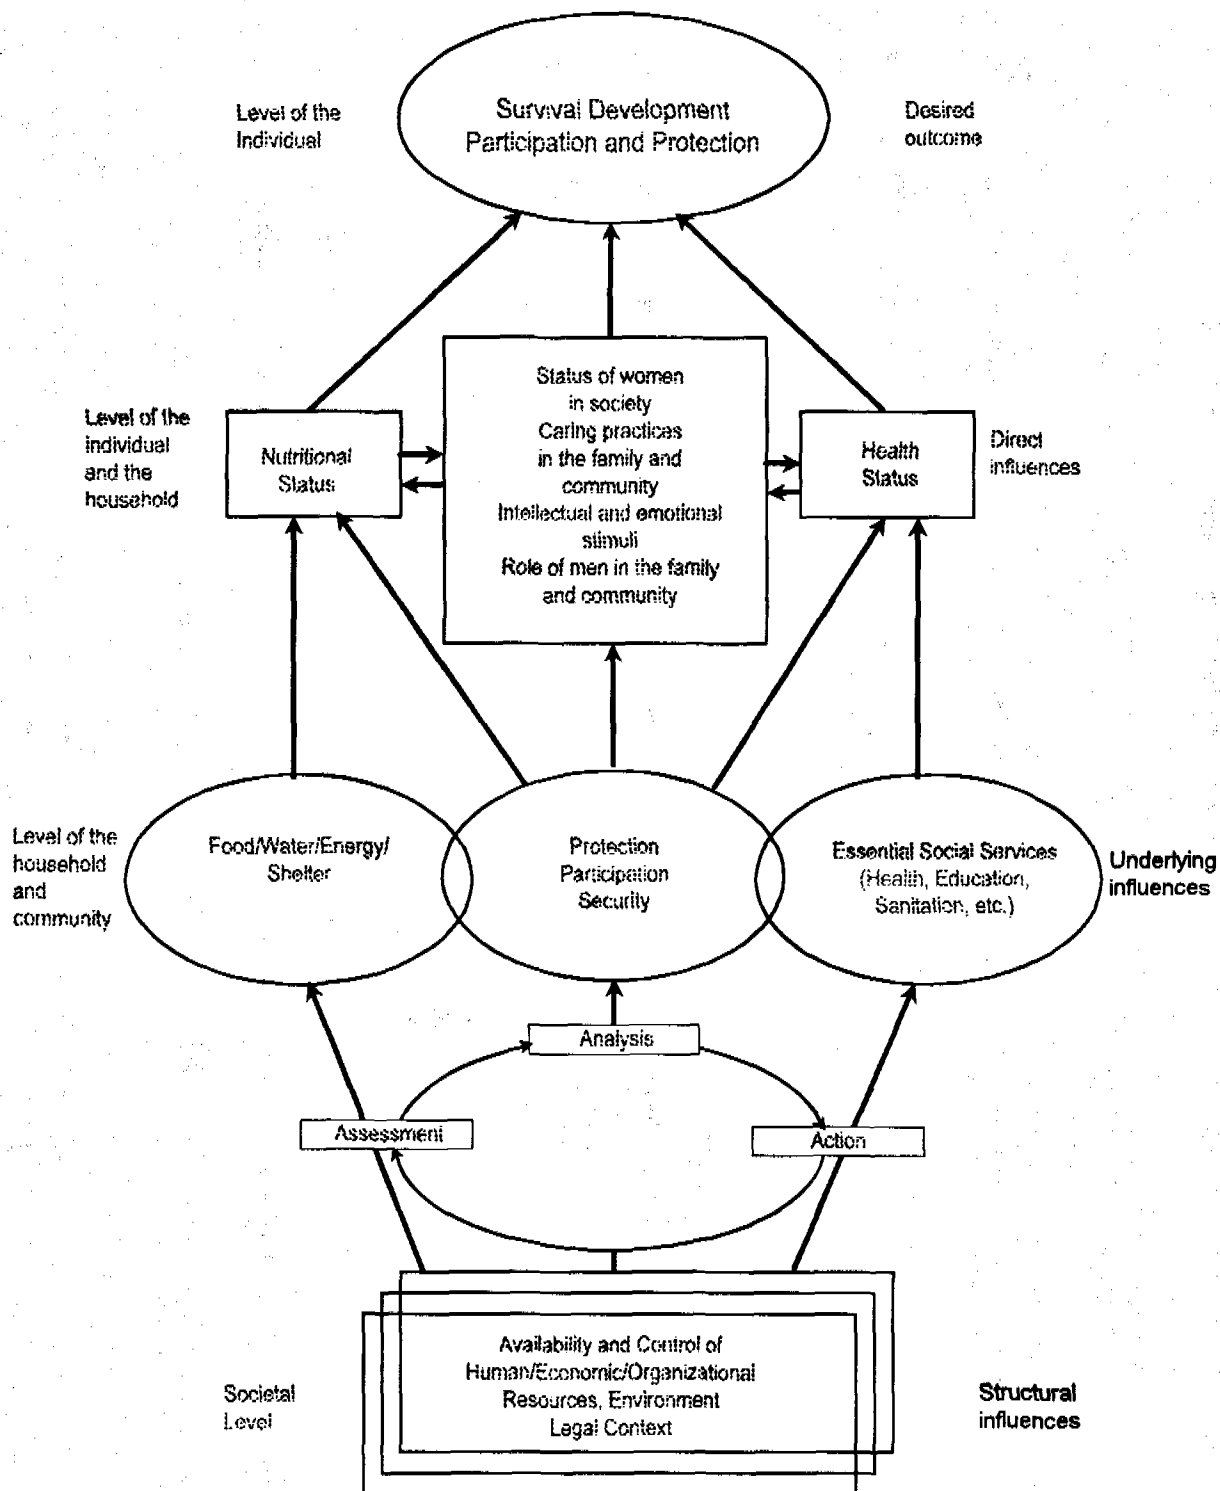 Survival Development
Participation and Protection
Level of the
Individual
Desired
outcome
Level of the
individual
and the
household
Nutritional
Status
Status of women
in society
Caring practices
in the family and
community
Intellectual and emotional
stimuli
Role of men in the family
and community
Health
Status
Direct
influences
Level of the
household
and
community
Food/Water/Energy/
Shelter
Protection
Participation
Security
Essential Social Services
(Health, Education,
Sanitation, etc.)
Underlying
influences
Analysis
Assessment
Action
Societal
Level
Availability and Control of
Human/Economic/Organizational
Resources, Environment
Legal Context
Structural
influences